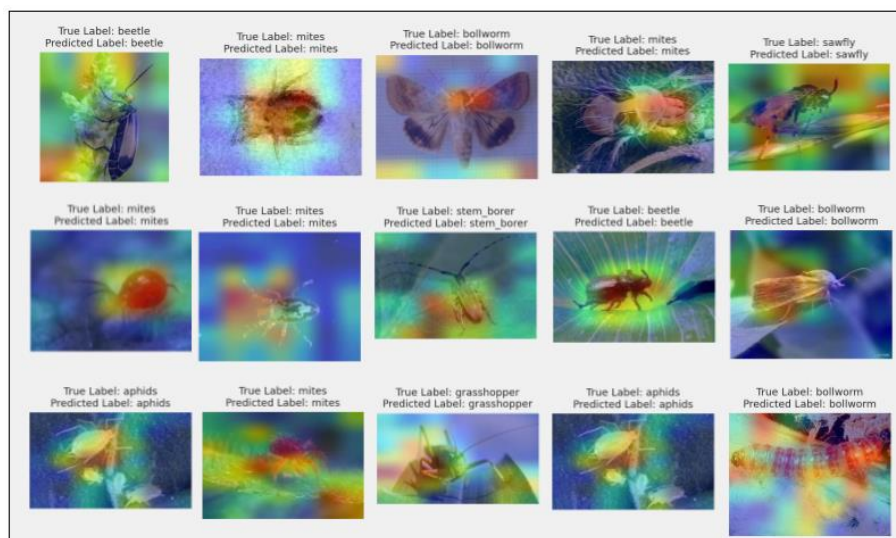 True Label: beetle
Predicted Label: beetle
True Label: mites
Predicted Label: mites
True Label: bollworm
Predicted Label: bollworm
True Label: mites
Predicted Label: mites
True Label: sawfly
Predicted Label: sawfly
True Label: mites
Predicted Label: mites
True Label: mites
Predicted Label: mites
True Label: stem_borer
Predicted Label: stem_borer
True Label: beetle
Predicted Label: beetle
True Label: bollworm
Predicted Label: bollworm
True Label: aphids
Predicted Label: aphids
True Label: mites
Predicted Label: mites
True Label: grasshopper
Predicted Label: grasshopper
True Label: aphids
Predicted Label: aphids
True Label: bollworm
Predicted Label: bollworm